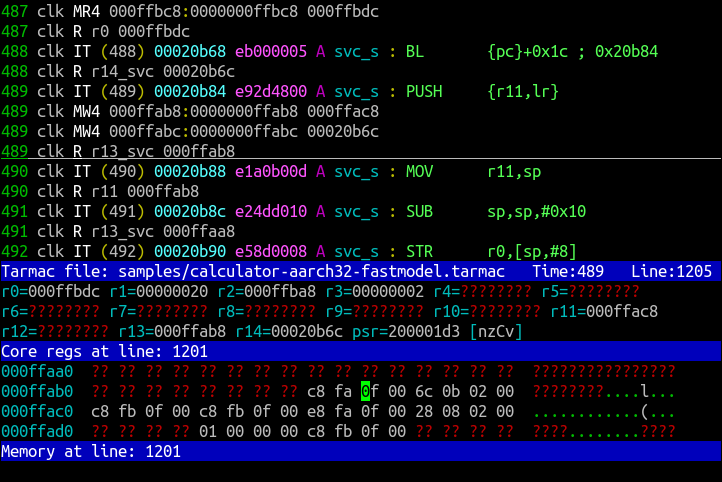 487 clk MR4 000ffbc8:0000000ffbc8 000ffbdc
487 clk R r0 000ffbdc
488 clk IT (488) 00020b68 eb000005 A svc_s : BL {pc}+0x1c ; 0x20b84
488 clk R r14_svc 00020b6c
489 clk IT (489) 00020b84 e92d4800 A svc_s : PUSH {r11,lr}
489 clk MW4 000ffab8:0000000ffab8 000ffac8
489 clk MW4 000ffabc:0000000ffabc 00020b6c
489 clk R r13_svc 000ffab8
490 clk IT (490) 00020b88 e1a0b00d A svc_s : MOV r11,sp
490 clk R r11 000ffab8
491 clk IT (491) 00020b8c e24dd010 A svc_s : SUB sp,sp,#0x10
491 clk R r13_svc 000ffaa8
492 clk IT (492) 00020b90 e58d0008 A svc_s : STR r0,[sp,#8]
Tarmac file: samples/calculator-aarch32-fastmodel.tarmac Time:489 Line:1205
r0=000ffbdc r1=00000020 r2=000ffba8 r3=00000002 r4=???????? r5=????????
r6=???????? r7=???????? r8=???????? r9=???????? r10=???????? r11=000ffac8
r12=???????? r13=000ffab8 r14=00020b6c psr=200001d3 [nzCv]
Core regs at line: 1201
000ffaa0 ?? ?? ?? ?? ?? ?? ?? ?? ?? ?? ?? ?? ?? ?? ?? ?? ????????????????
000ffab0 ?? ?? ?? ?? ?? ?? ?? ?? c8 fa 0f 00 6c 0b 02 00 ????????....l...
000ffac0 c8 fb 0f 00 c8 fb 0f 00 e8 fa 0f 00 28 08 02 00 ............(...
000ffad0 ?? ?? ?? ?? 01 00 00 00 c8 fb 0f 00 ?? ?? ?? ?? ????........????
Memory at line: 1201